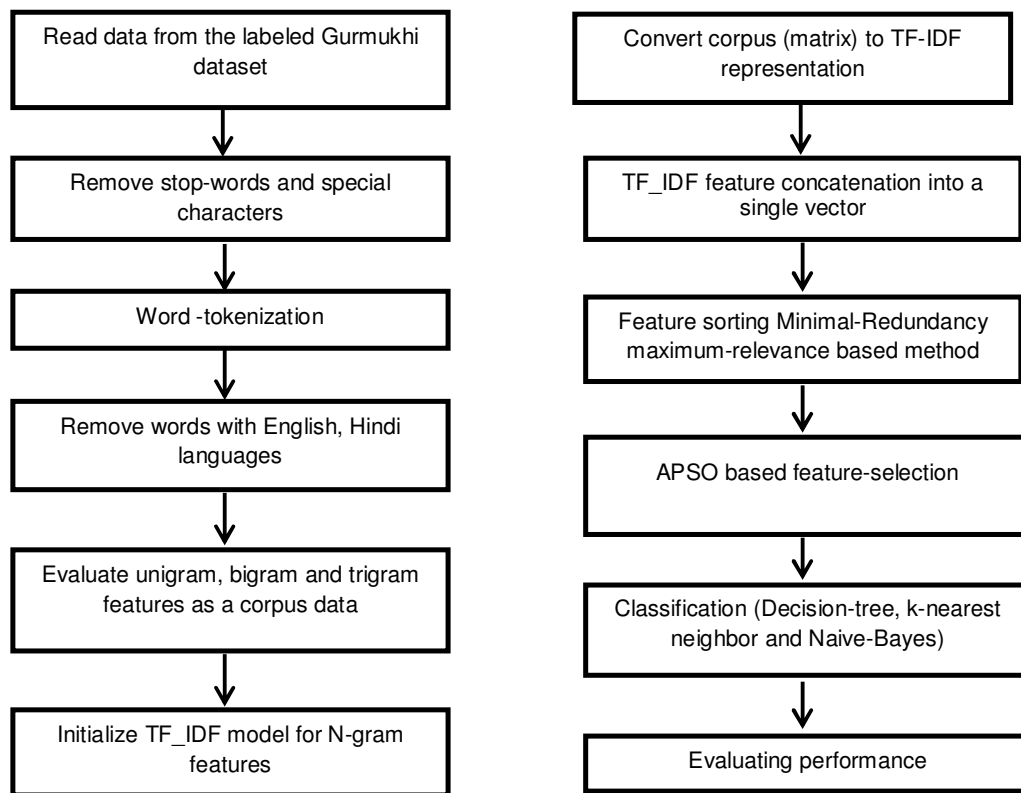 Read data from the labeled Gurmukhi
dataset
Remove stop-words and special
characters
Word -tokenization
Remove words with English, Hindi
languages
Evaluate unigram, bigram and trigram
features as a corpus data
Initialize TF_IDF model for N-gram
features
Convert corpus (matrix) to TF-IDF
representation
TF_IDF feature concatenation into a
single vector
Feature sorting Minimal-Redundancy
maximum-relevance based method
APSO based feature-selection
Classification (Decision-tree, k-nearest
neighbor and Naive-Bayes)
Evaluating performance